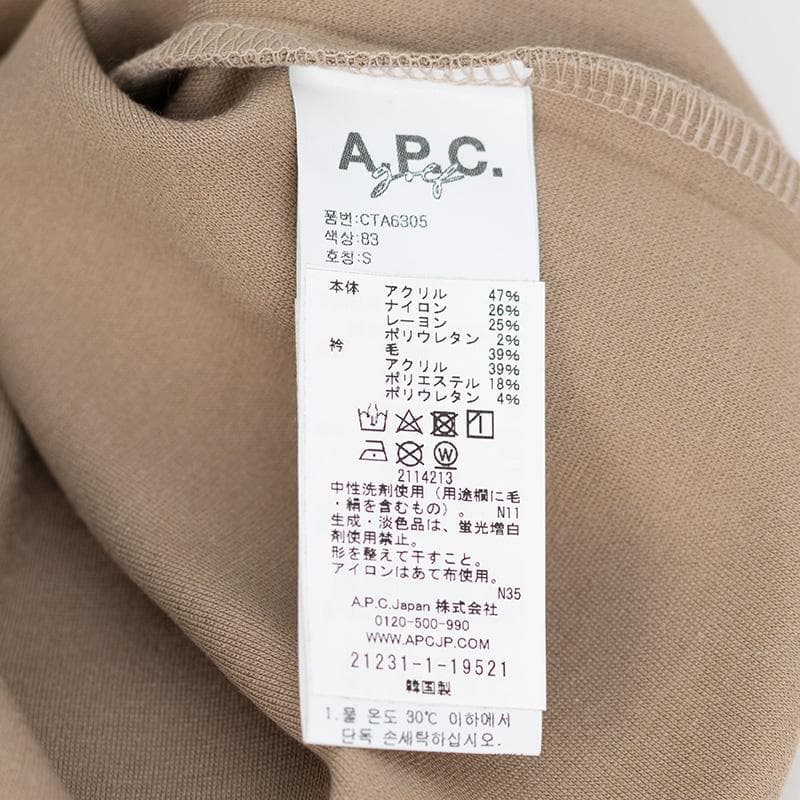 A.P.C.
golf
품번:CTA6305
색상:83
호칭:S
本体 アクリル 47%
ナイロン 26%
レーヨン 25%
ポリウレタン 2%
衿 毛 39%
アクリル 39%
ポリエステル 18%
ポリウレタン 4%
W
2114213
中性洗剤使用(用途欄に毛
・絹を含むもの)。 N11
生成・淡色品は、蛍光増白
剤使用禁止。
形を整えて干すこと。
アイロンはあて布使用。
N35
A.P.C.Japan 株式会社
0120-500-990
WWW.APCJP.COM
21231-1-19521
韓国製
1.물 온도 30℃ 이하에서
단독 손세탁하십시오.